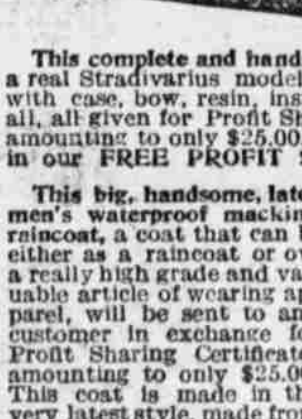 This complete and hand
a real Stradivarius mode
with case, bow, resin, ins
all, all given for Profit Sh
amounting to only $25.00
in our FREE PROFIT
This big, handsome, late
men's waterproof mackin
raincoat, a coat that can
either as a raincoat or ov
a really high grade and va
uable article of wearing ap
parel, will be sent to an
customer in exchange fo
Profit Sharing Certificate
amounting to only $25.00
This coat is made in th
very latest style, made fro